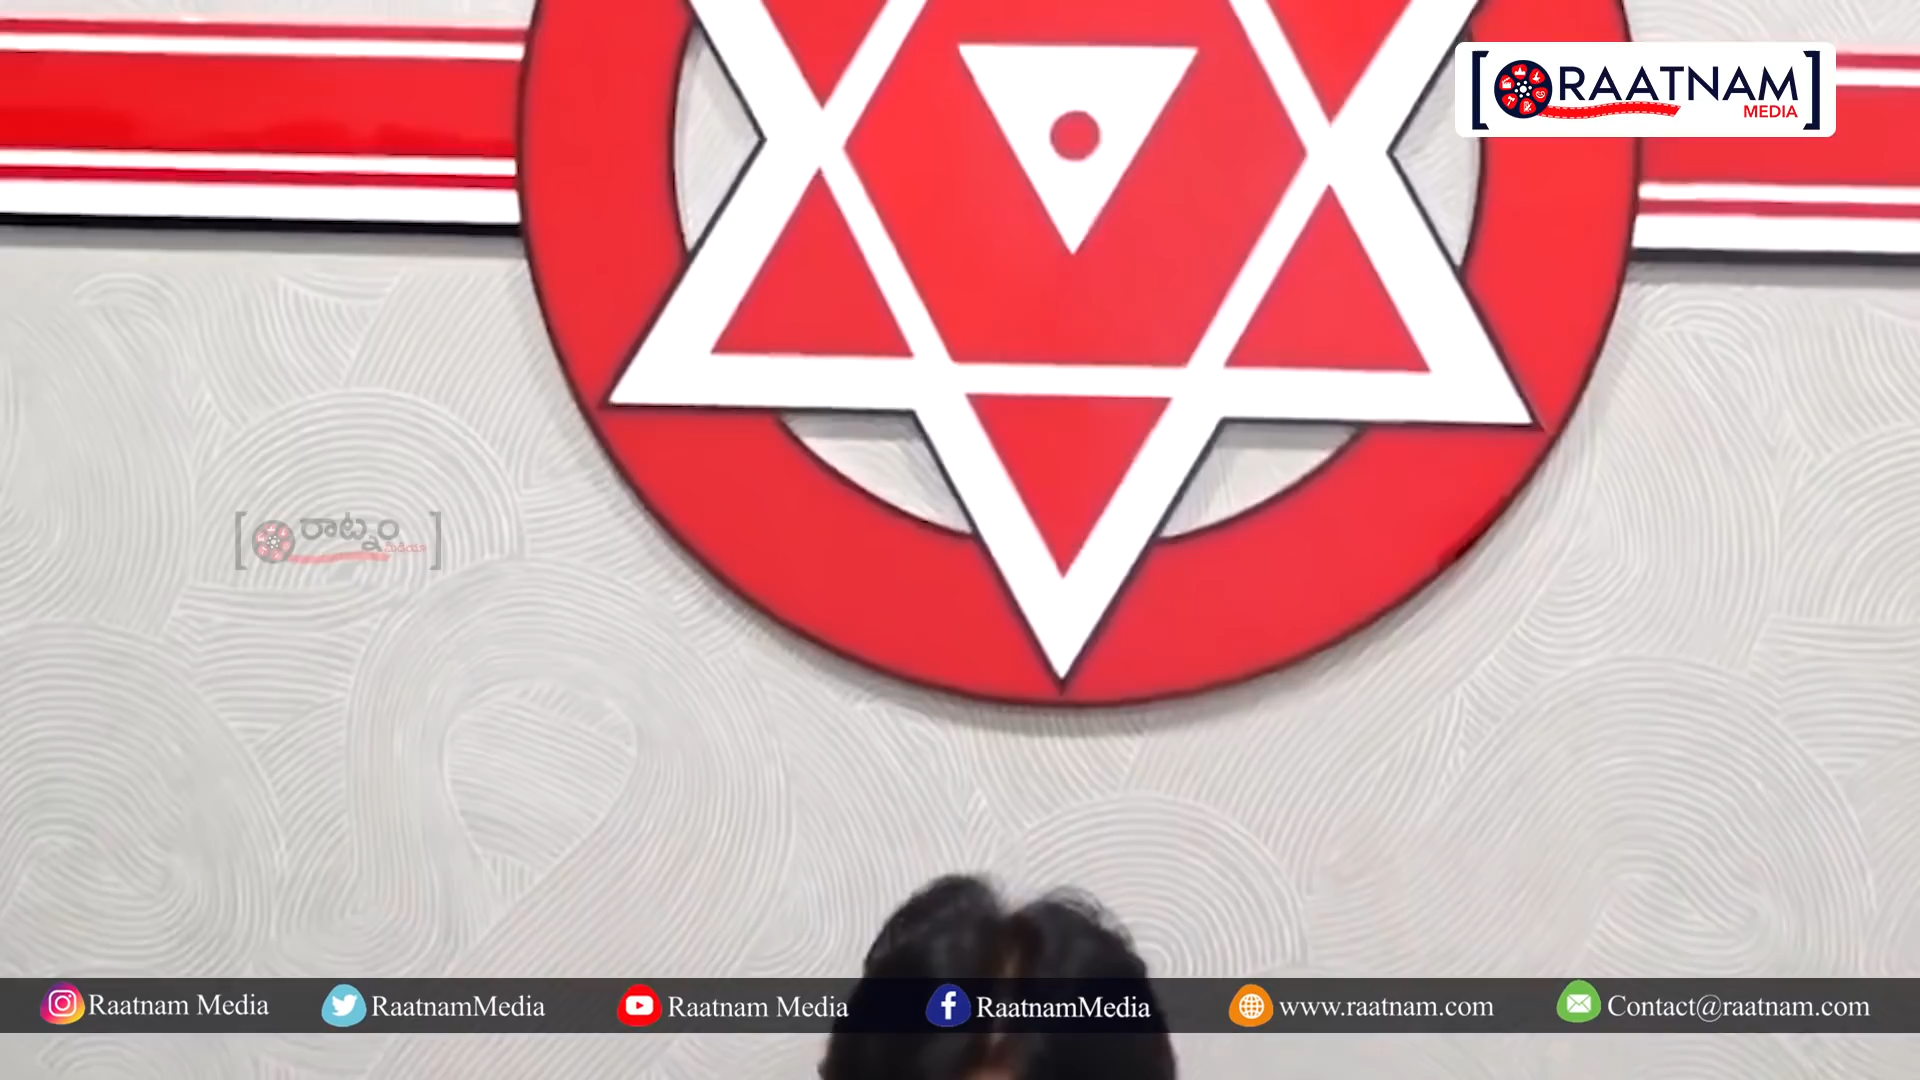 RAATNAM
MEDIA
రాట్నం
మీడియా
Raatnam Media
RaatnamMedia
Raatnam Media
RaatnamMedia
www.raatnam.com
Contact@raatnam.com